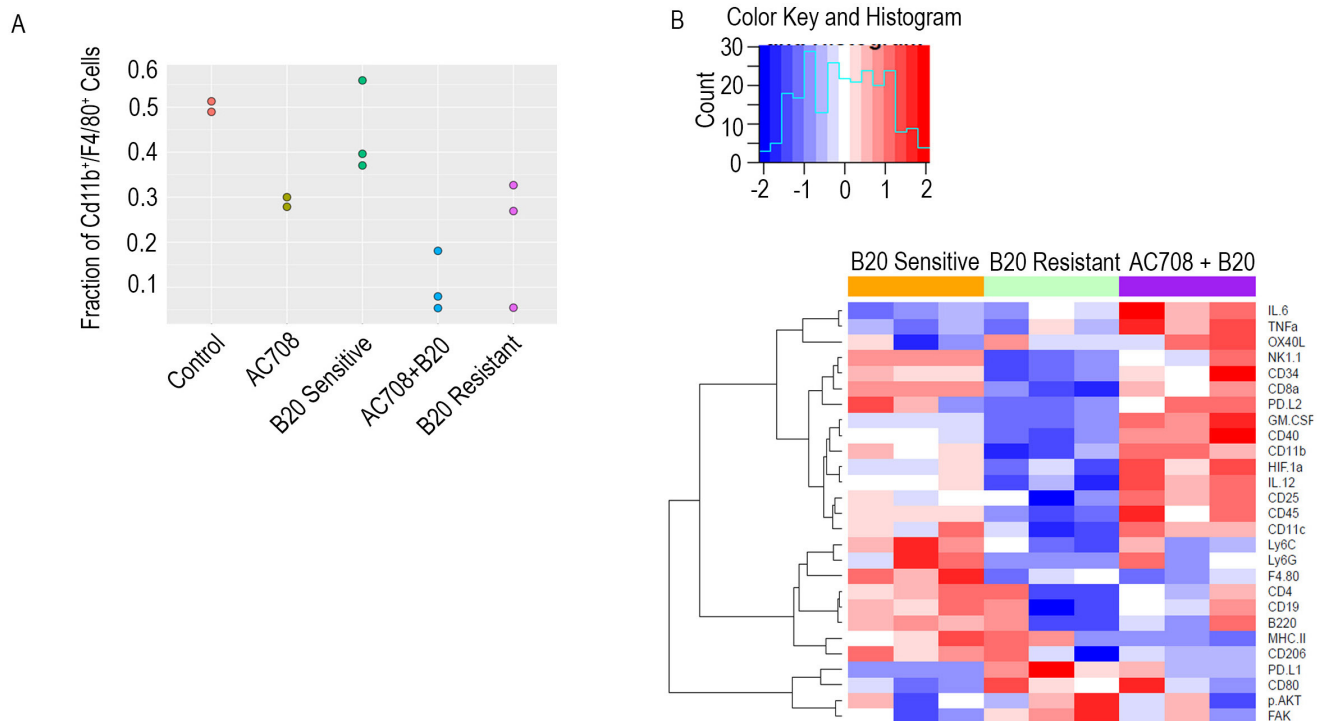 A
Fraction of Cd11b⁺/F4/80⁺ Cells
0.6
0.5
0.4
0.3
0.2
0.1
Control
AC708
B20 Sensitive
AC708+B20
B20 Resistant
B
Color Key and Histogram
Count
30
20
10
0
-2 -1 0 1 2
B20 Sensitive B20 Resistant AC708 + B20
IL.6
TNFa
OX40L
NK1.1
CD34
CD8a
PD.L2
GM.CSF
CD40
CD11b
HIF.1a
IL.12
CD25
CD45
CD11c
Ly6C
Ly6G
F4.80
CD4
CD19
B220
MHC.II
CD206
PD.L1
CD80
p.AKT
FAK